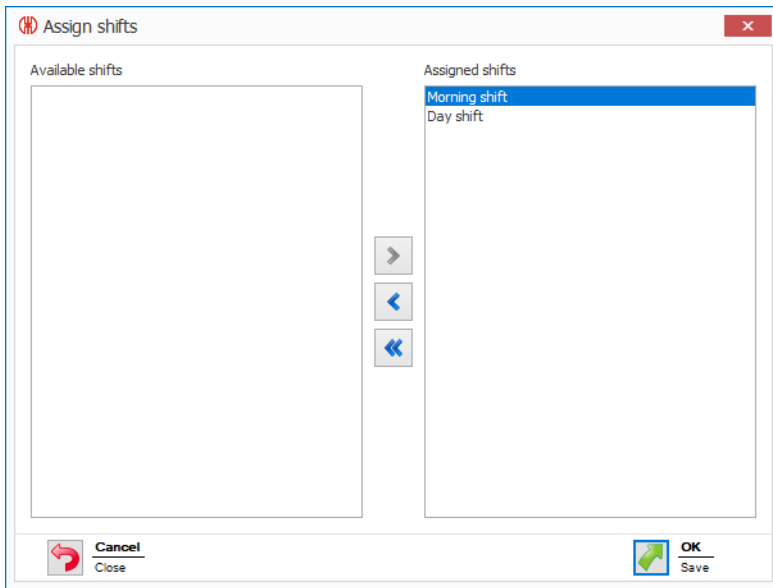 Assign shifts
Available shifts
Assigned shifts
Morning shift
Day shift
Cancel
Close
OK
Save